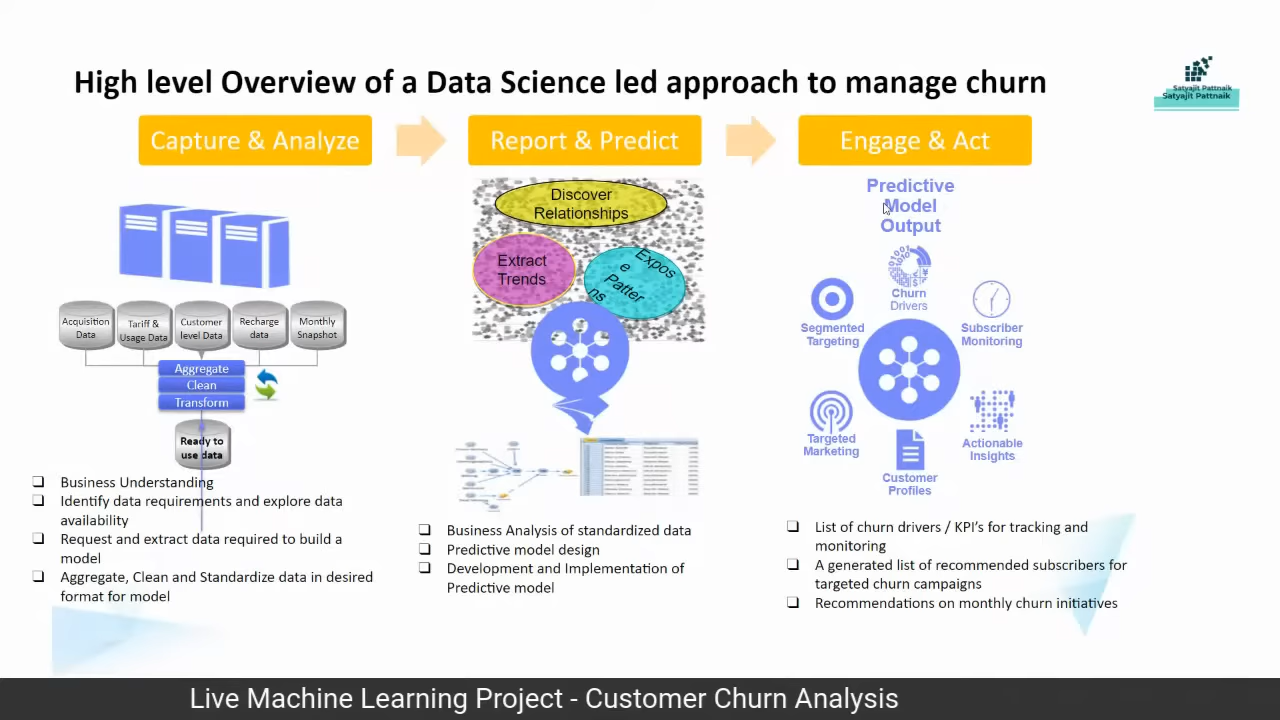 High level Overview of a Data Science led approach to manage churn
Satyajit Pattnaik
Satyajit Pattnaik
Capture & Analyze
Report & Predict
Engage & Act
Acquisition
Data
Tariff &
Usage Data
Customer
level Data
Recharge
data
Monthly
Snapshot
Aggregate
Clean
Transform
Ready to
use data
❑ Business Understanding
❑ Identify data requirements and explore data
availability
❑ Request and extract data required to build a
model
❑ Aggregate, Clean and Standardize data in desired
format for model
Discover
Relationships
Extract
Trends
Expos
e
Patter
ns
❑ Business Analysis of standardized data
❑ Predictive model design
❑ Development and Implementation of
Predictive model
Predictive
Model
Output
Churn
Drivers
Segmented
Targeting
Subscriber
Monitoring
Targeted
Marketing
Actionable
Insights
Customer
Profiles
❑ List of churn drivers / KPI's for tracking and
monitoring
❑ A generated list of recommended subscribers for
targeted churn campaigns
❑ Recommendations on monthly churn initiatives
Live Machine Learning Project - Customer Churn Analysis